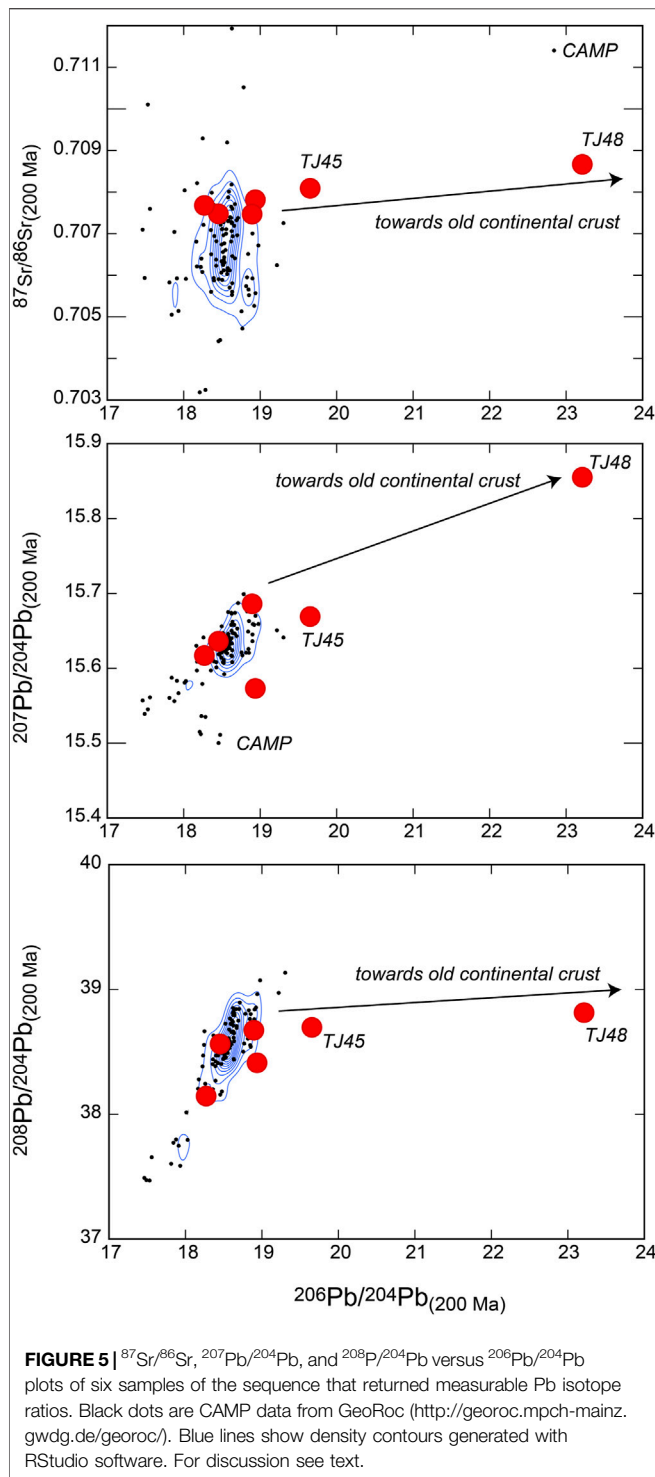 0.711
0.709
0.707
0.705
0.703
⁸⁷Sr/⁸⁶Sr(200 Ma)
CAMP
TJ45
TJ48
towards old continental crust
17 18 19 20 21 22 23 24
15.9
15.8
15.7
15.6
15.5
15.4
²⁰⁷Pb/²⁰⁴Pb(200 Ma)
towards old continental crust
TJ48
TJ45
CAMP
17 18 19 20 21 22 23 24
40
39
38
37
²⁰⁸Pb/²⁰⁴Pb(200 Ma)
towards old continental crust
TJ45
TJ48
17 18 19 20 21 22 23 24
²⁰⁶Pb/²⁰⁴Pb(200 Ma)
FIGURE 5 | ⁸⁷Sr/⁸⁶Sr, ²⁰⁷Pb/²⁰⁴Pb, and ²⁰⁸P/²⁰⁴Pb versus ²⁰⁶Pb/²⁰⁴Pb
plots of six samples of the sequence that returned measurable Pb isotope
ratios. Black dots are CAMP data from GeoRoc (http://georoc.mpch-mainz.
gwdg.de/georoc/). Blue lines show density contours generated with
RStudio software. For discussion see text.